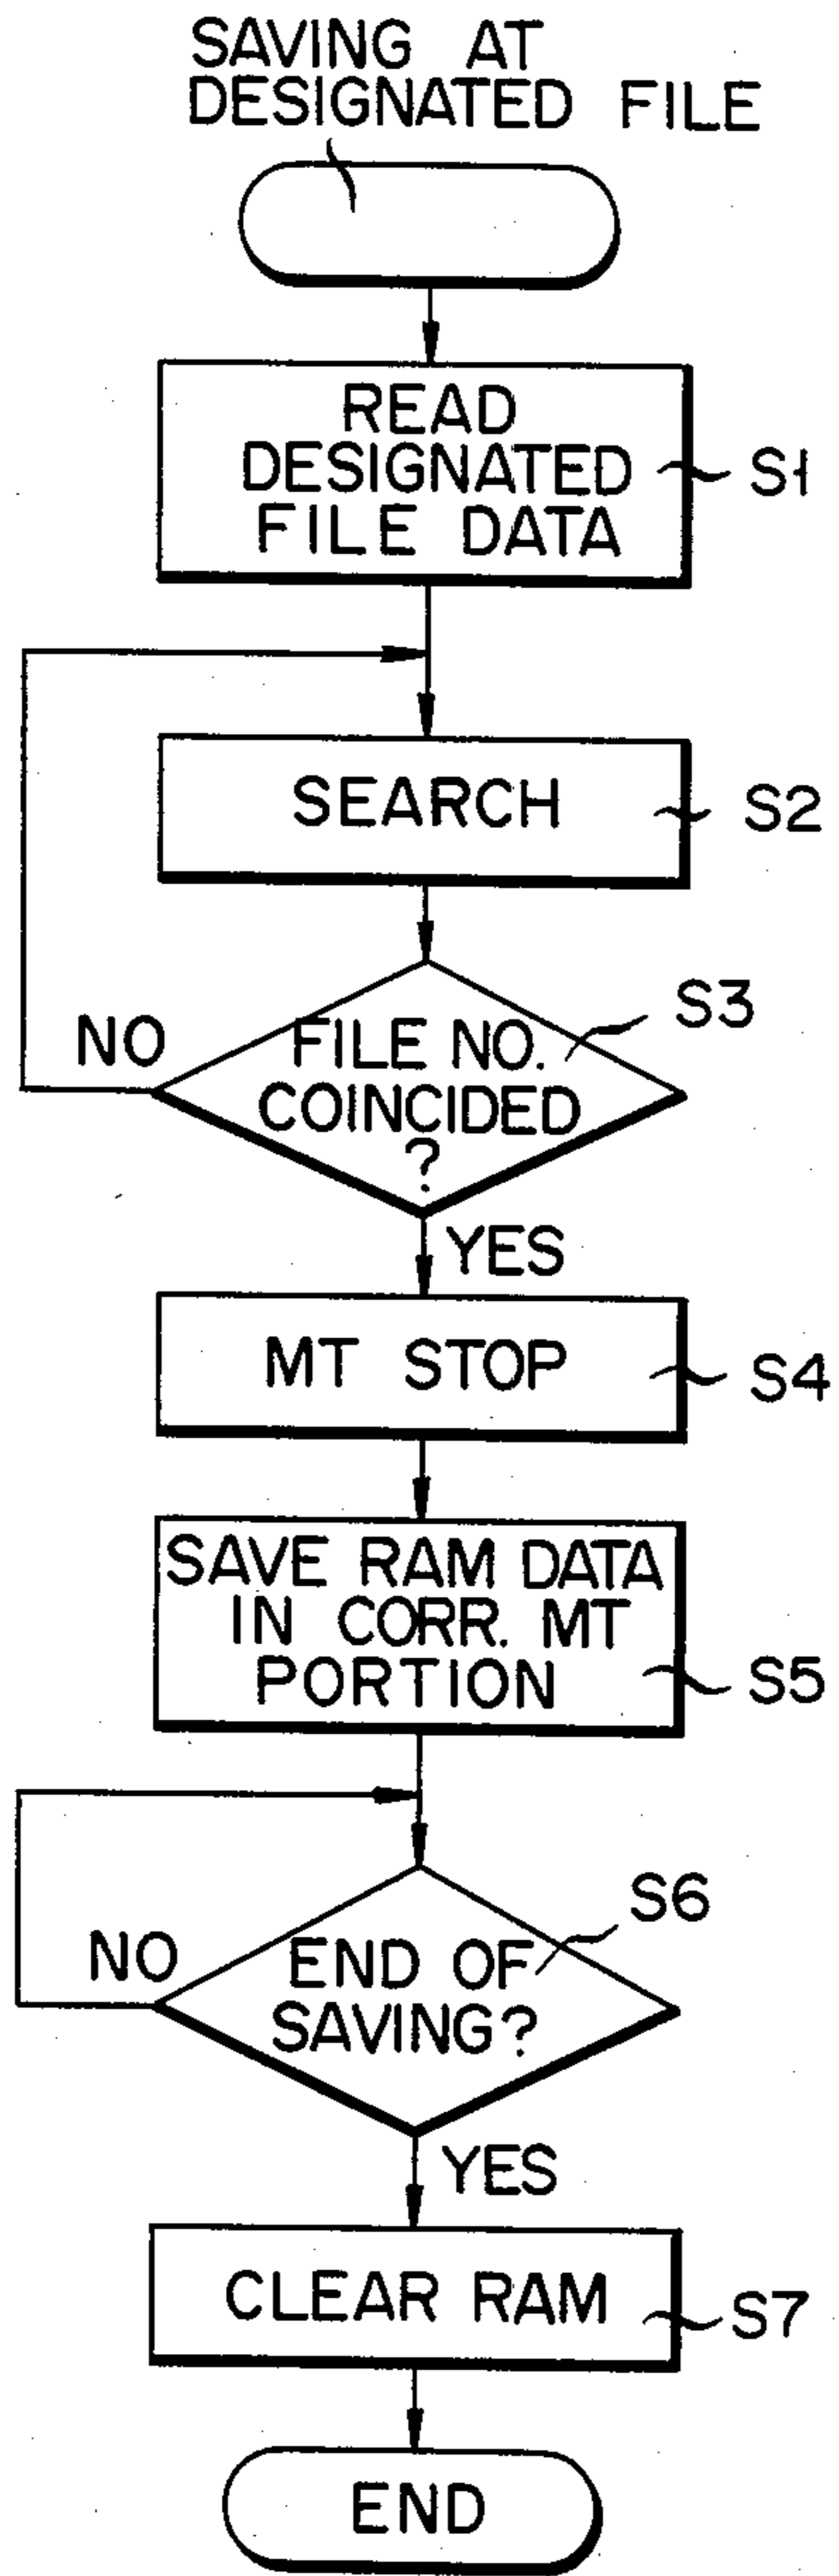 SAVING AT
DESIGNATED FILE
READ
DESIGNATED
FILE DATA
S1
SEARCH
S2
S3
NO
FILE NO.
COINCIDED
?
YES
MT STOP
S4
SAVE RAM DATA
IN CORR. MT
PORTION
S5
S6
NO
END OF
SAVING?
YES
CLEAR RAM
S7
END